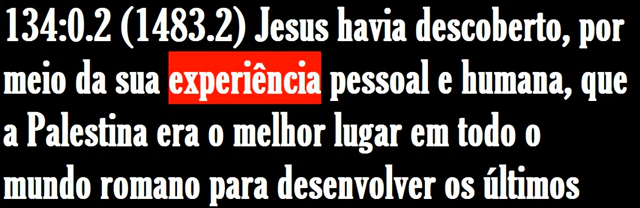 134:0.2 (1483.2) Jesus havia descoberto, por
meio da sua experiência pessoal e humana, que
a Palestina era o melhor lugar em todo o
mundo romano para desenvolver os últimos